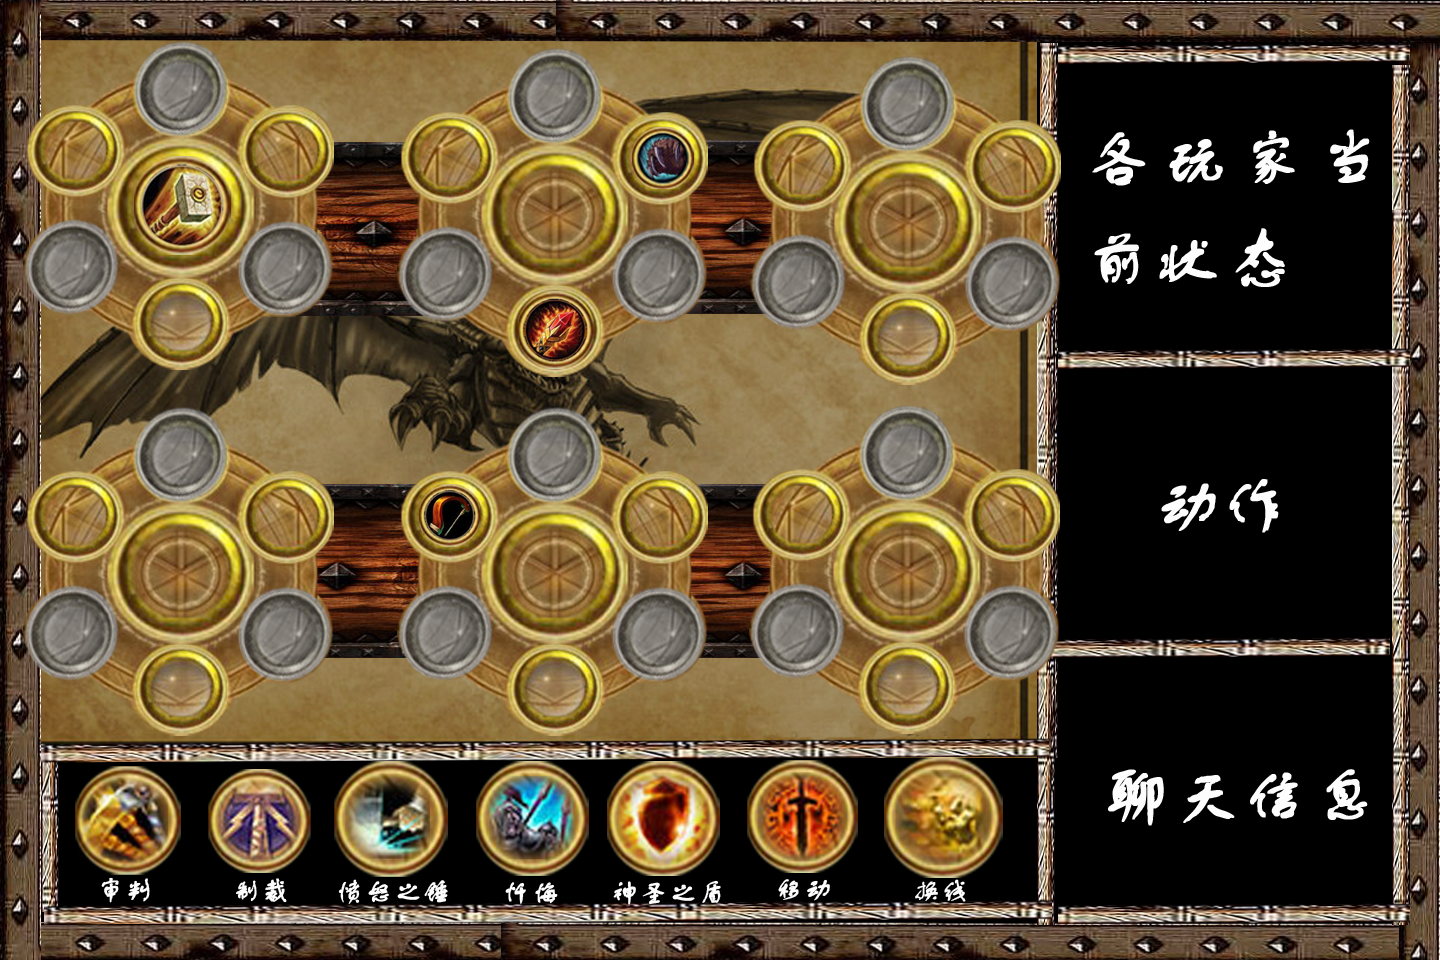 各玩家当
前状态
动作
聊天信息
审判 制裁 愤怒之锤 忏悔 神圣之盾 移动 换线